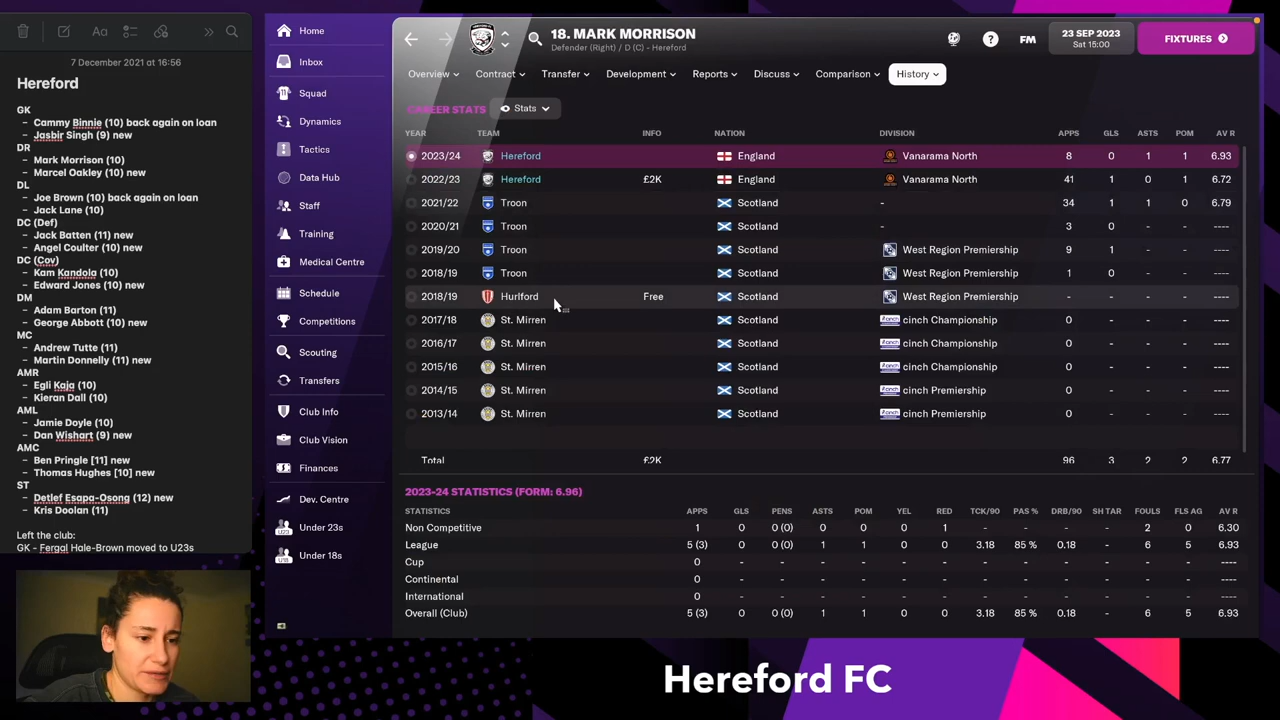 7 December 2021 at 16:56
Hereford
GK
- Cammy Binnie (10) back again on loan
- Jasbir Singh (9) new
DR
- Mark Morrison (10)
- Marcel Oakley (10) new
DL
- Joe Brown (10) back again on loan
- Jack Lane (10)
DC (Def)
- Jack Batten (11) new
- Angel Coulter (10) new
DC (Cov)
- Kam Kandola (10)
- Edward Jones (10) new
DM
- Adam Barton (11)
- George Abbott (10) new
MC
- Andrew Tutte (11)
- Martin Donnelly (11) new
AMR
- Egli Kaja (10)
- Kieran Dall (10)
AML
- Jamie Doyle (10)
- Dan Wishart (9) new
AMC
- Ben Pringle [11] new
- Thomas Hughes [10] new
ST
- Detlef Esapa-Osong (12) new
- Kris Doolan (11)
Left the club:
GK - Fergal Hale-Brown moved to U23s
Home
Inbox
Squad
Dynamics
Tactics
Data Hub
Staff
Training
Medical Centre
Schedule
Competitions
Scouting
Transfers
Club Info
Club Vision
Finances
Dev. Centre
Under 23s
Under 18s
18. MARK MORRISON
Defender (Right) / D (C) - Hereford
FM
23 SEP 2023
Sat 15:00
FIXTURES
Overview Contract Transfer Development Reports Discuss Comparison History
CAREER STATS Stats
YEAR TEAM INFO NATION DIVISION APPS GLS ASTS POM AV R
2023/24 Hereford England Vanarama North 8 0 1 1 6.93
2022/23 Hereford £2K England Vanarama North 41 1 0 1 6.72
2021/22 Troon Scotland - 34 1 1 0 6.79
2020/21 Troon Scotland - 3 0 ----
2019/20 Troon Scotland West Region Premiership 9 1 ----
2018/19 Troon Scotland West Region Premiership 1 0 ----
2018/19 Hurlford Free Scotland West Region Premiership - - ----
2017/18 St. Mirren Scotland cinch Championship 0 ----
2016/17 St. Mirren Scotland cinch Championship 0 ----
2015/16 St. Mirren Scotland cinch Championship 0 ----
2014/15 St. Mirren Scotland cinch Premiership 0 ----
2013/14 St. Mirren Scotland cinch Premiership 0 ----
Total £2K 96 3 2 2 6.77
2023-24 STATISTICS (FORM: 6.96)
STATISTICS APPS GLS PENS ASTS POM YEL RED TCK/90 PAS % DRB/90 SH TAR FOULS FLS AG AV R
Non Competitive 1 0 0 (0) 0 0 0 1 - - - - 2 0 6.30
League 5 (3) - 0 (0) 1 1 0 0 3.18 85 % 0.18 - 6 5 6.93
Cup 0 - - - - - - - - - - - - ----
Continental 0 - - - - - - - - - - - - ----
International 0 - - - - - - - - - - - - ----
Overall (Club) 5 (3) 0 0 (0) 1 1 0 0 3.18 85 % 0.18 - 6 5 6.93
Hereford FC